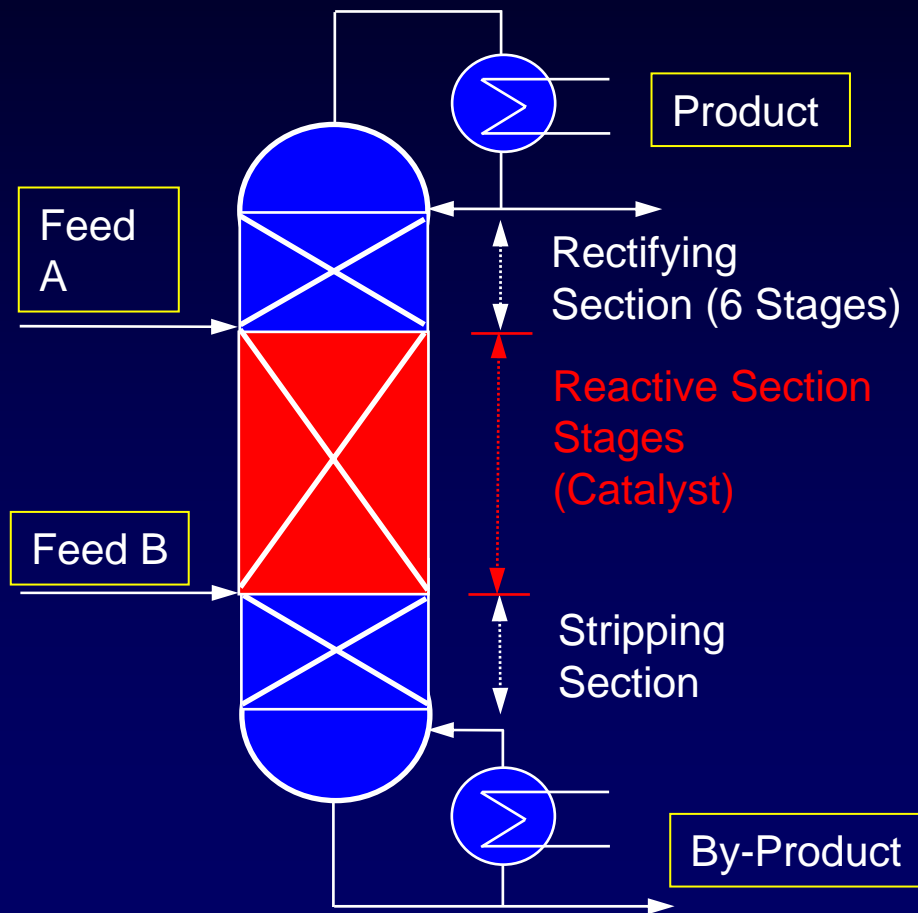 Product
Feed
A
Rectifying
Section (6 Stages)
Reactive Section
Stages
(Catalyst)
Feed B
Stripping
Section
By-Product